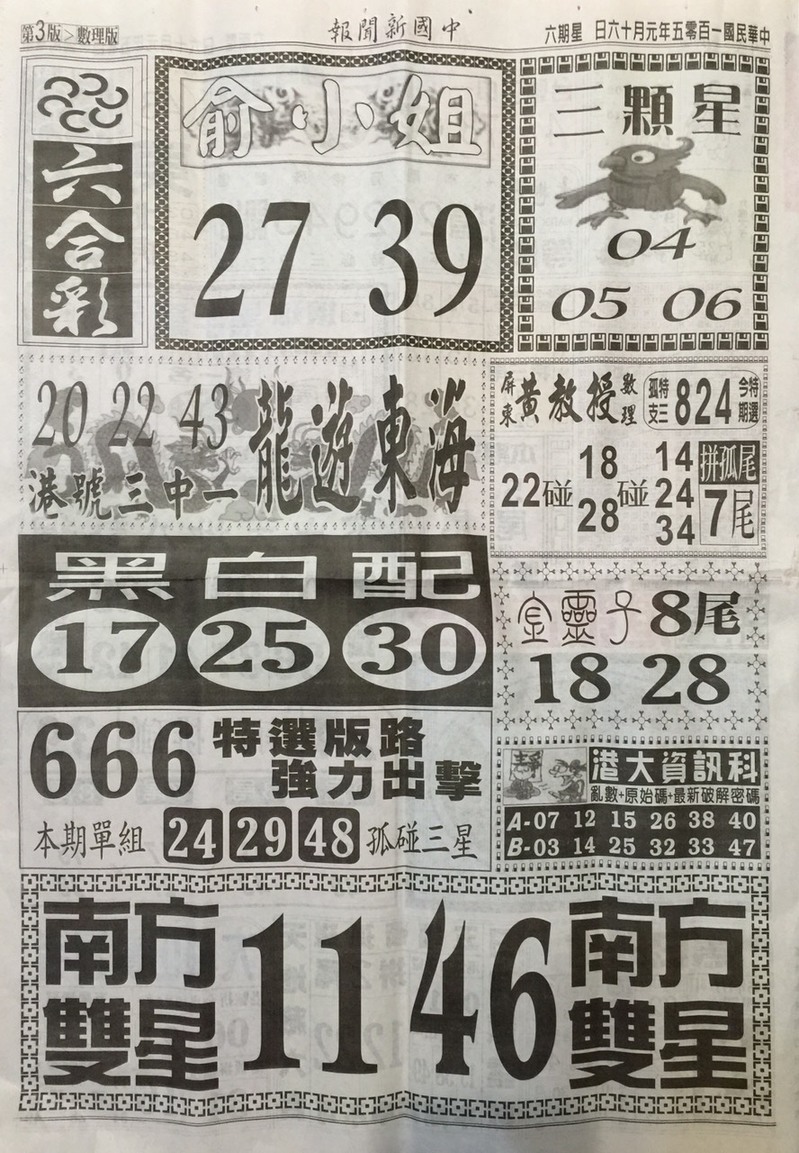 第3版>數理版
報聞新國中
日六十月元年五零百一國民華中
六期星
六合彩
俞小姐
27 39
三顆星
04
05 06
20 22 43
港號三中一
龍遊東海
屏東黃教授數理
孤支特三 824 今期特選
22碰 18 28 碰 14 24 34
拼孤尾
7尾
黑白配
17 25 30
子 8尾
18 28
666 特選版路
強力出擊
本期單組 24 29 48 孤碰三星
港大資訊科
亂數+原始碼+最新破解密碼
A-07 12 15 26 38 40
B-03 14 25 32 33 47
南方雙星
11 46
南方雙星